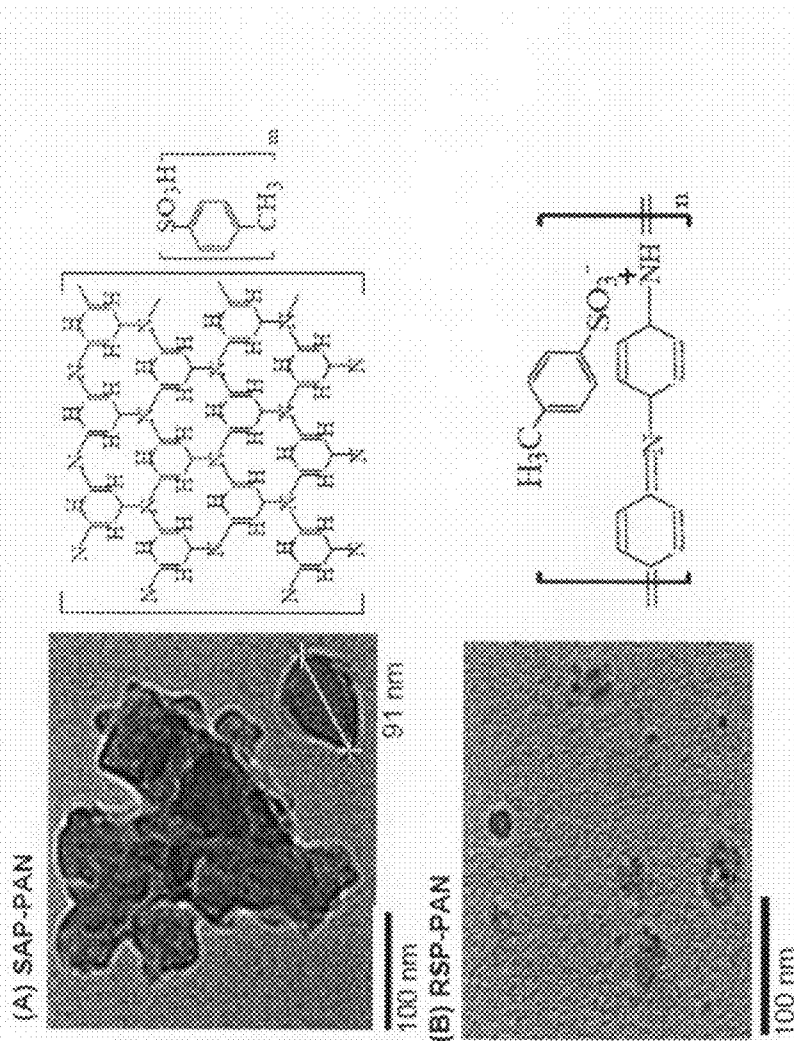 (A) SAP-PAN
SO₃H
CH₃
m
100 nm
91 nm
(B) RSP-PAN
H₃C
SO₃⁻
+
N
NH
n
100 nm